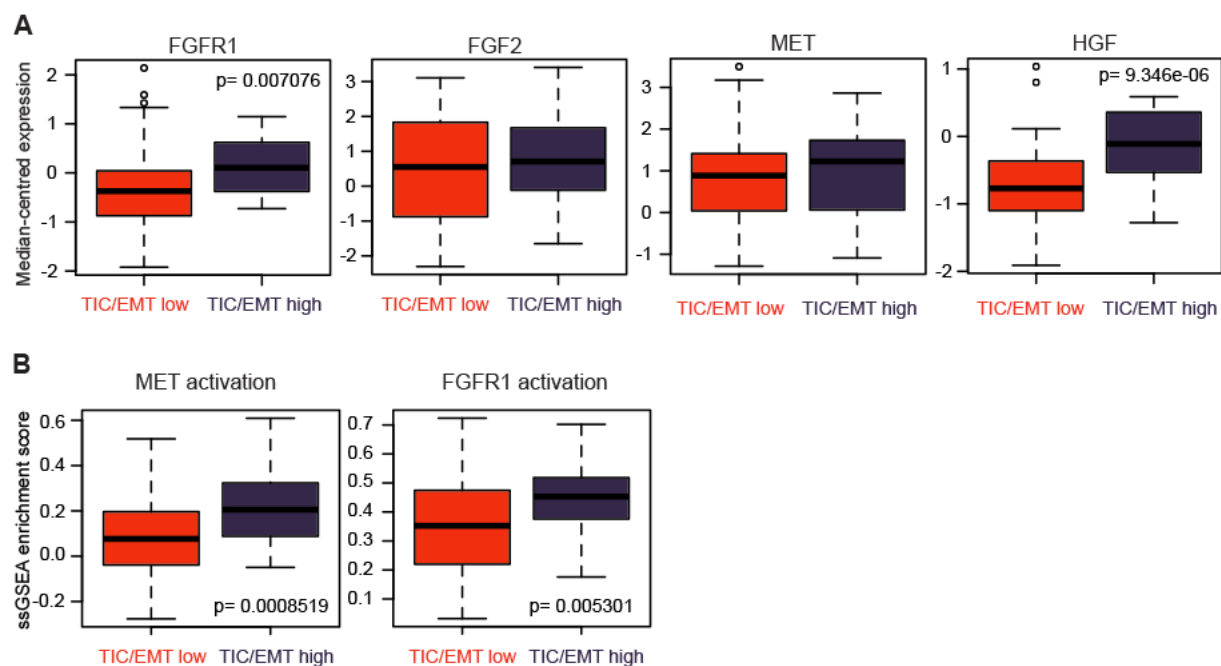 A
FGFR1
FGF2
MET
HGF
Median-centred expression
2
1
0
-1
-2
p= 0.007076
3
2
1
0
-1
-2
3
2
1
0
-1
1
0
-1
-2
p= 9.346e-06
TIC/EMT low TIC/EMT high
TIC/EMT low TIC/EMT high
TIC/EMT low TIC/EMT high
TIC/EMT low TIC/EMT high
B
MET activation
FGFR1 activation
ssGSEA enrichment score
0.6
0.4
0.2
0.0
-0.2
p= 0.0008519
0.7
0.6
0.5
0.4
0.3
0.2
0.1
p= 0.005301
TIC/EMT low TIC/EMT high
TIC/EMT low TIC/EMT high